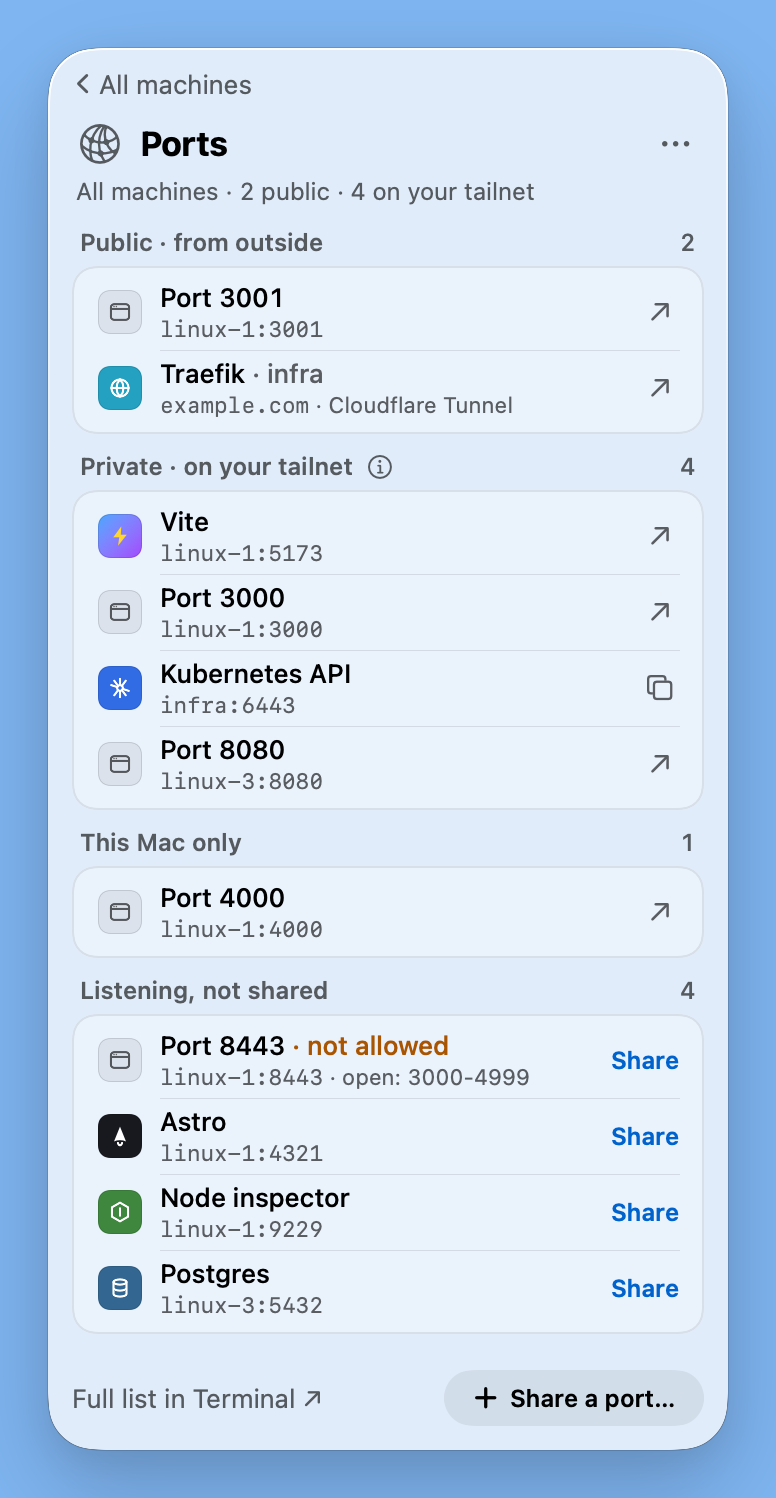 All machines
Ports
All machines · 2 public · 4 on your tailnet
Public · from outside 2
Port 3001
linux-1:3001
Traefik · infra
example.com · Cloudflare Tunnel
Private · on your tailnet 4
Vite
linux-1:5173
Port 3000
linux-1:3000
Kubernetes API
infra:6443
Port 8080
linux-3:8080
This Mac only 1
Port 4000
linux-1:4000
Listening, not shared 4
Port 8443 · not allowed
linux-1:8443 · open: 3000-4999
Share
Astro
linux-1:4321
Share
Node inspector
linux-1:9229
Share
Postgres
linux-3:5432
Share
Full list in Terminal ↗
+ Share a port...